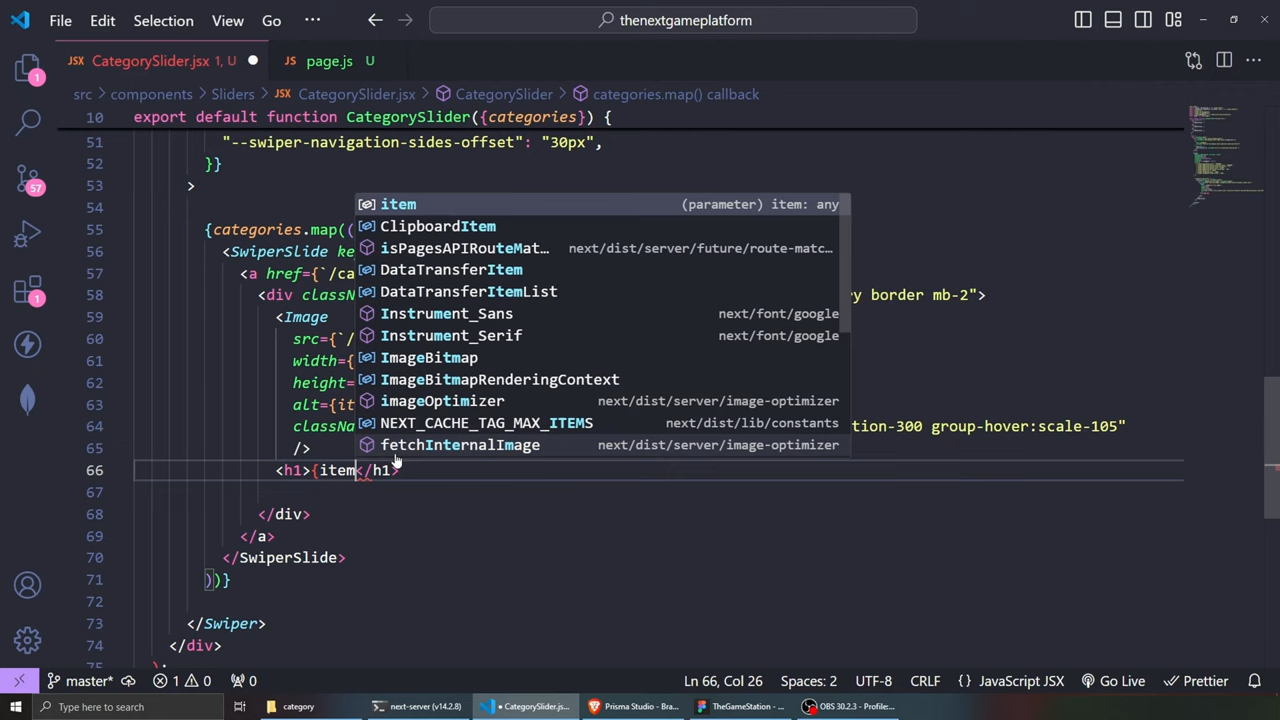 File Edit Selection View Go ··· thenextgameplatform
JSX CategorySlider.jsx 1, U ● JS page.js U
src > components > Sliders > JSX CategorySlider.jsx > CategorySlider > categories.map() callback
10 export default function CategorySlider({categories}) {
51 "--swiper-navigation-sides-offset": "30px",
52 }}
53 >
54
55 {categories.map((
56 <SwiperSlide ke
57 <a href={`/ca
58 <div classN ry border mb-2">
59 <Image
60 src={`/
61 width={
62 height=
63 alt={it
64 classNa tion-300 group-hover:scale-105"
65 />
66 <h1>{item</h1>
67
68 </div>
69 </a>
70 </SwiperSlide>
71 ))}
72
73 </Swiper>
74 </div>
75 );
item (parameter) item: any
ClipboardItem
isPagesAPIRouteMat… next/dist/server/future/route-matc…
DataTransferItem
DataTransferItemList
Instrument_Sans next/font/google
Instrument_Serif next/font/google
ImageBitmap
ImageBitmapRenderingContext
imageOptimizer next/dist/server/image-optimizer
NEXT_CACHE_TAG_MAX_ITEMS next/dist/lib/constants
fetchInternalImage next/dist/server/image-optimizer
1
57
1
master* 1 0 0 Ln 66, Col 26 Spaces: 2 UTF-8 CRLF {} JavaScript JSX Go Live Prettier
Type here to search category next-server (v14.2.8) ● CategorySlider.js... Prisma Studio - Bra... TheGameStation - ... OBS 30.2.3 - Profile:...